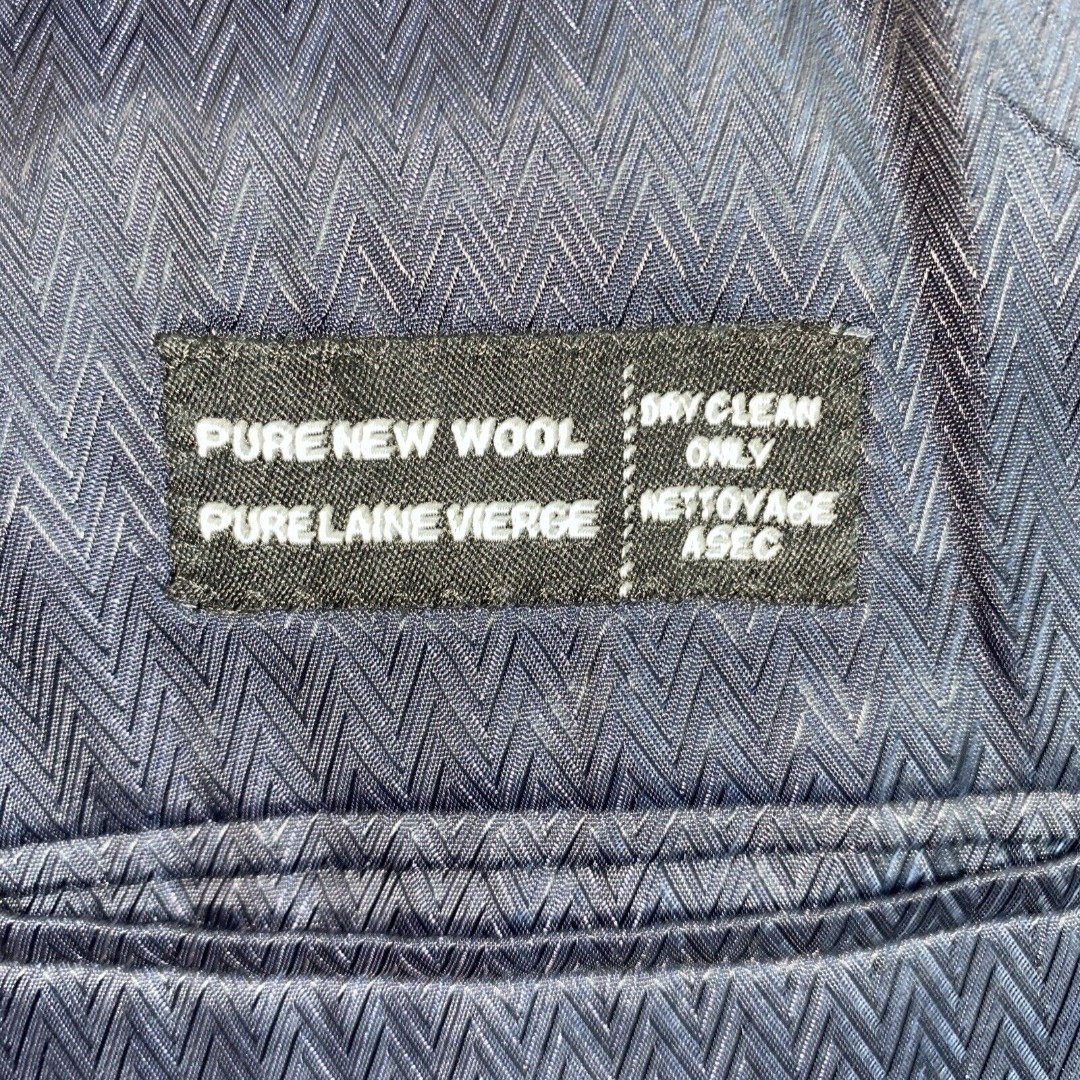 PURE NEW WOOL
PURE LAINE VIERGE
DRY CLEAN
ONLY
NETTOYAGE
A SEC